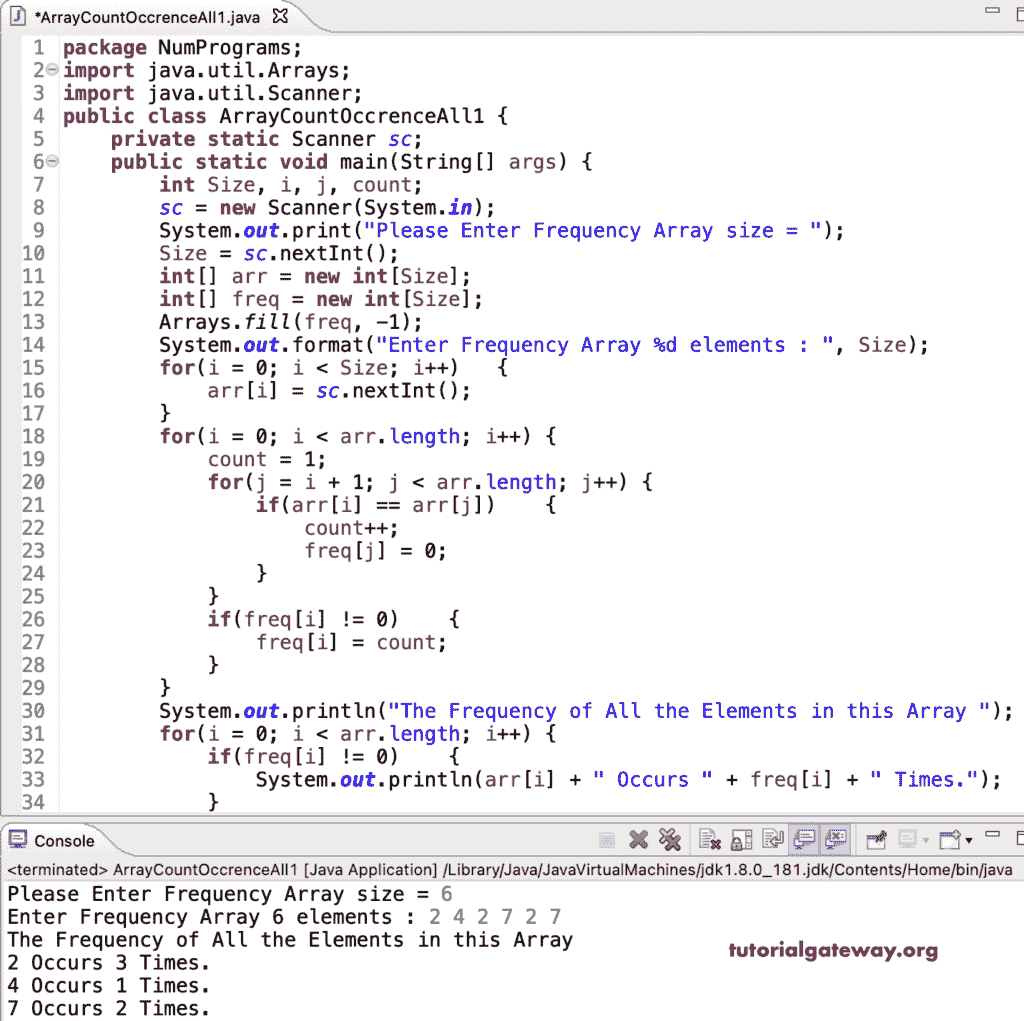 *ArrayCountOccrenceAll1.java
1 package NumPrograms;
2 import java.util.Arrays;
3 import java.util.Scanner;
4 public class ArrayCountOccrenceAll1 {
5     private static Scanner sc;
6     public static void main(String[] args) {
7         int Size, i, j, count;
8         sc = new Scanner(System.in);
9         System.out.print("Please Enter Frequency Array size = ");
10         Size = sc.nextInt();
11         int[] arr = new int[Size];
12         int[] freq = new int[Size];
13         Arrays.fill(freq, -1);
14         System.out.format("Enter Frequency Array %d elements : ", Size);
15         for(i = 0; i < Size; i++)   {
16             arr[i] = sc.nextInt();
17         }
18         for(i = 0; i < arr.length; i++) {
19             count = 1;
20             for(j = i + 1; j < arr.length; j++) {
21                 if(arr[i] == arr[j])    {
22                     count++;
23                     freq[j] = 0;
24                 }
25             }
26             if(freq[i] != 0)    {
27                 freq[i] = count;
28             }
29         }
30         System.out.println("The Frequency of All the Elements in this Array ");
31         for(i = 0; i < arr.length; i++) {
32             if(freq[i] != 0)    {
33                 System.out.println(arr[i] + " Occurs " + freq[i] + " Times.");
34             }
Console
<terminated> ArrayCountOccrenceAll1 [Java Application] /Library/Java/JavaVirtualMachines/jdk1.8.0_181.jdk/Contents/Home/bin/java
Please Enter Frequency Array size = 6
Enter Frequency Array 6 elements : 2 4 2 7 2 7
The Frequency of All the Elements in this Array
2 Occurs 3 Times.
4 Occurs 1 Times.
7 Occurs 2 Times.
tutorialgateway.org